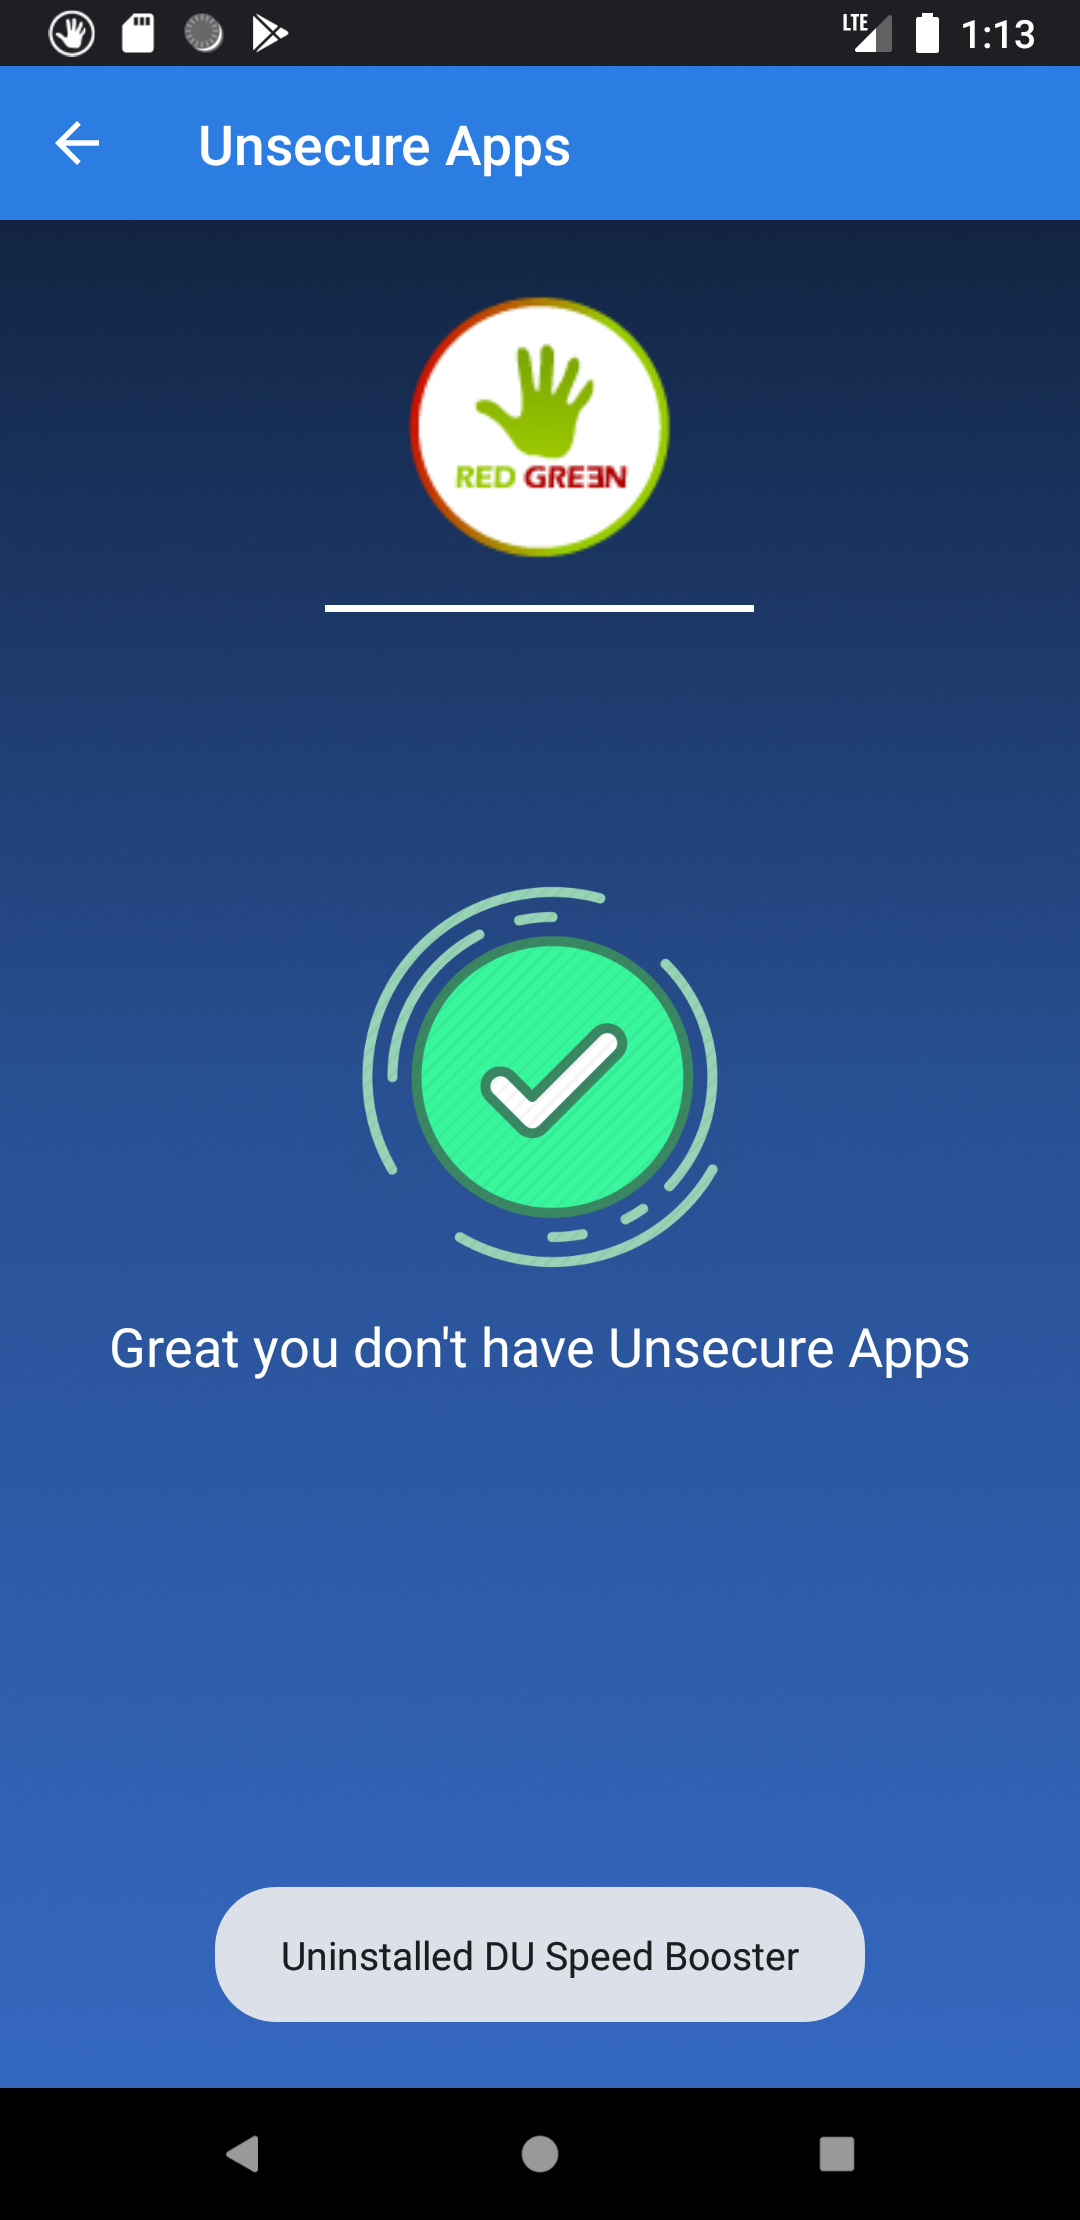 LTE 1:13
Unsecure Apps
RED GREƎN
Great you don't have Unsecure Apps
Uninstalled DU Speed Booster